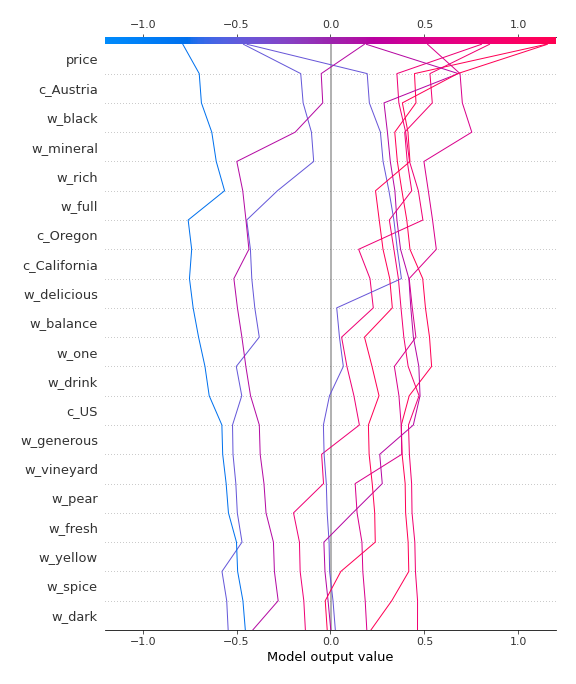 −1.0 −0.5 0.0 0.5 1.0
price
c_Austria
w_black
w_mineral
w_rich
w_full
c_Oregon
c_California
w_delicious
w_balance
w_one
w_drink
c_US
w_generous
w_vineyard
w_pear
w_fresh
w_yellow
w_spice
w_dark
−1.0 −0.5 0.0 0.5 1.0
Model output value